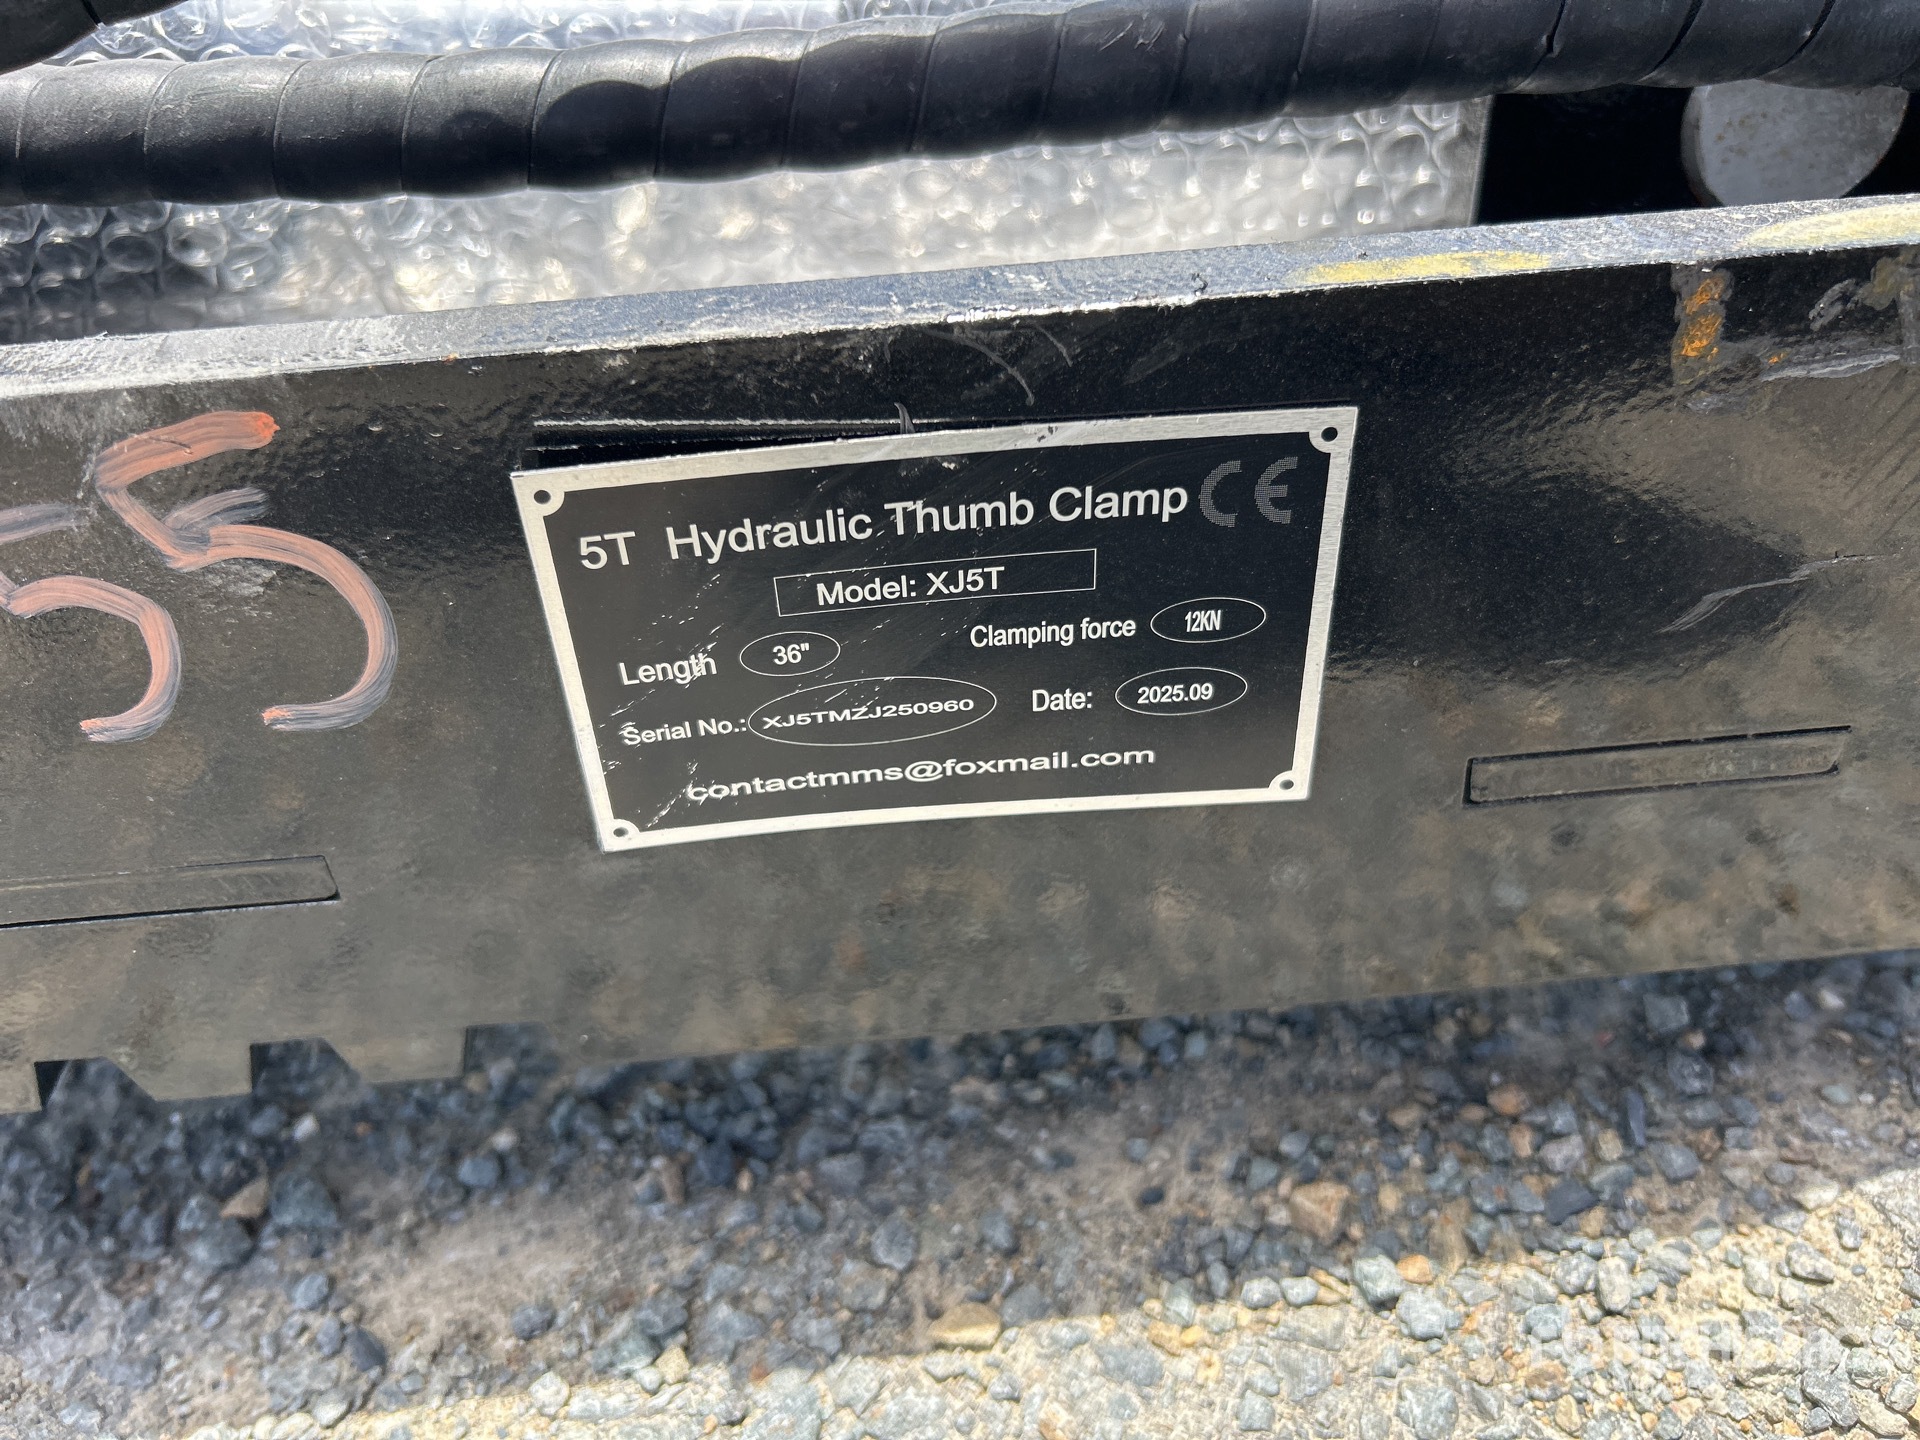 55
5T Hydraulic Thumb Clamp CE
Model: XJ5T
Length 36" Clamping force 12KN
Serial No.: XJ5TMZJ250960 Date: 2025.09
contactmms@foxmail.com